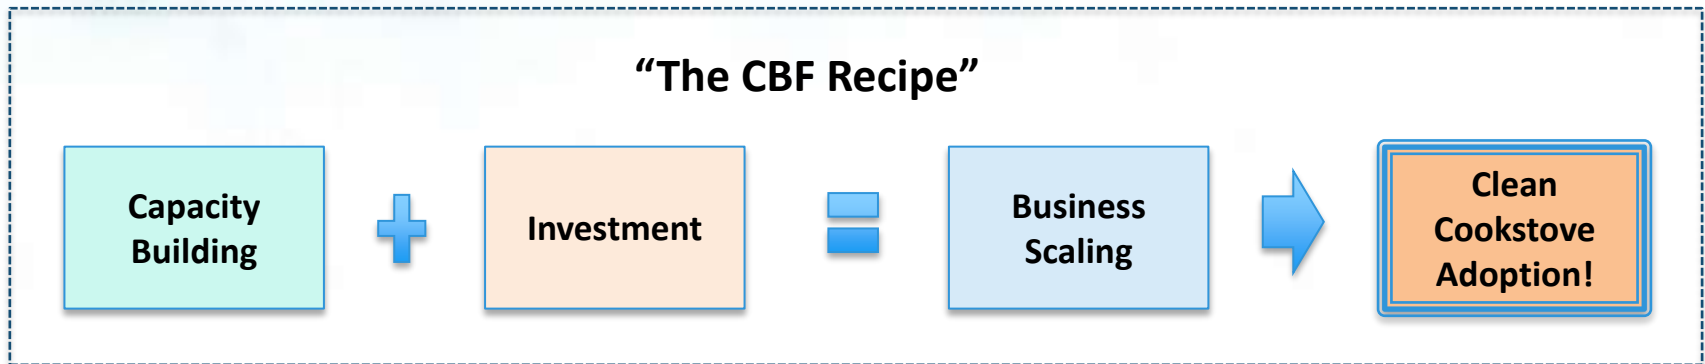 “The CBF Recipe”
Capacity
Building
Investment
Business
Scaling
Clean
Cookstove
Adoption!